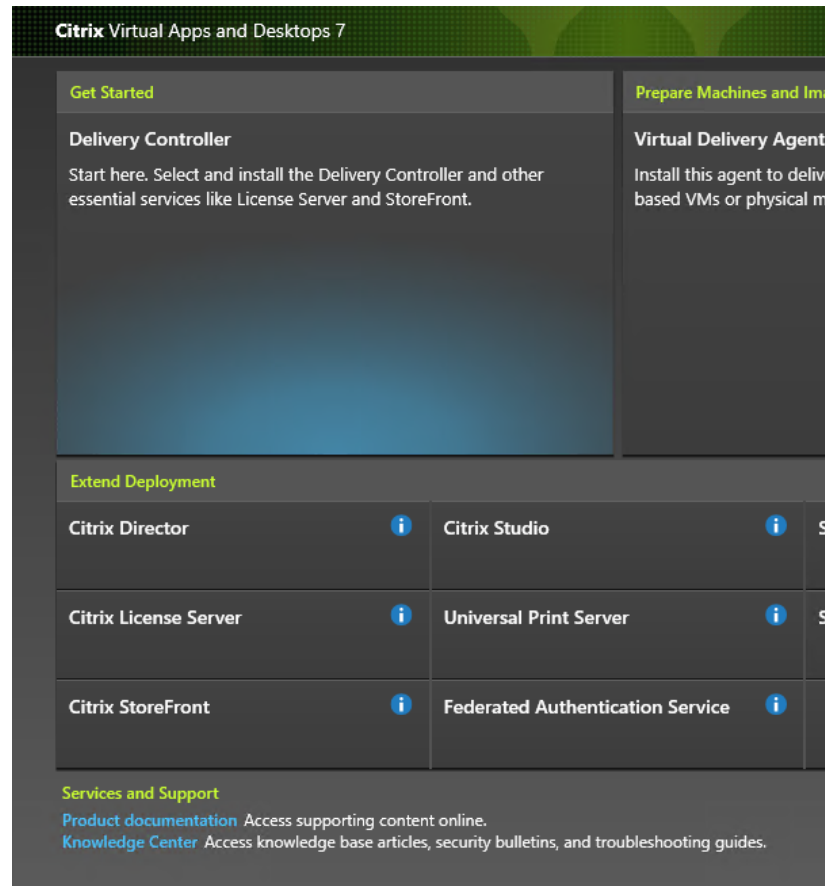 Citrix Virtual Apps and Desktops 7
Get Started
Delivery Controller
Start here. Select and install the Delivery Controller and other
essential services like License Server and StoreFront.
Prepare Machines and Ima
Virtual Delivery Agent
Install this agent to deliv
based VMs or physical m
Extend Deployment
Citrix Director
Citrix Studio
S
Citrix License Server
Universal Print Server
S
Citrix StoreFront
Federated Authentication Service
Services and Support
Product documentation Access supporting content online.
Knowledge Center Access knowledge base articles, security bulletins, and troubleshooting guides.